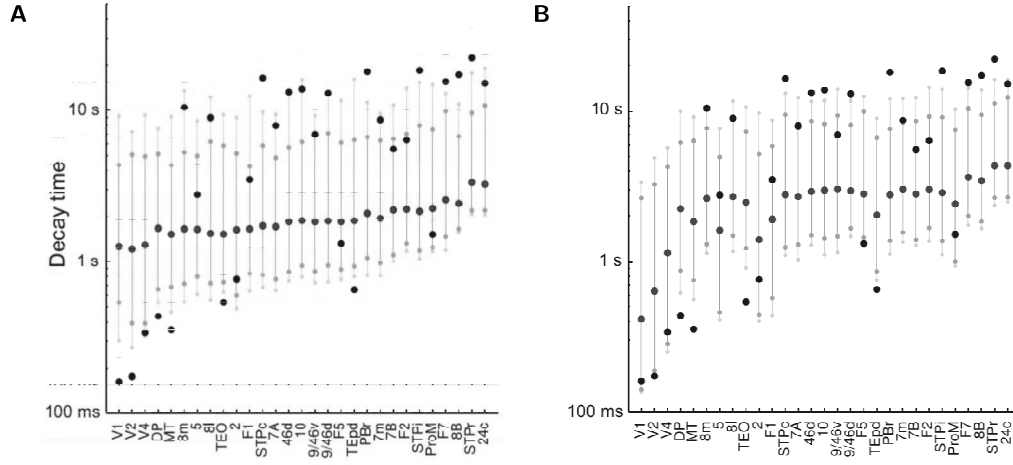 A
B
Decay time
10 s
1 s
100 ms
V1 V2 V4 DP MT 8m 5 8l TEO 2 F1 STPc 7A 46d 10 9/46v 9/46d F5 TEpd PBr 7m 7B F2 STPi ProM F7 8B STPr 24c
10 s
1 s
100 ms
V1 V2 V4 DP MT 8m 5 8l TEO 2 F1 STPc 7A 46d 10 9/46v 9/46d F5 TEpd PBr 7m 7B F2 STPi ProM F7 8B STPr 24c